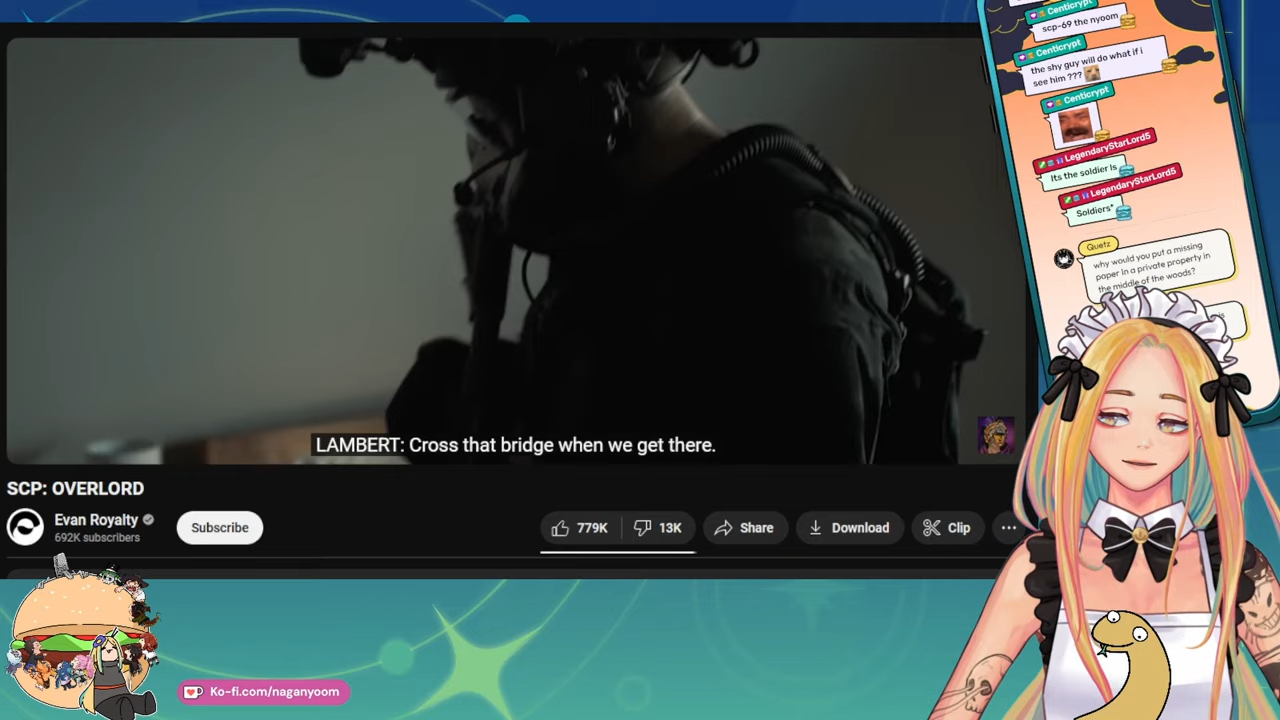 Centicrypt
scp-69 the nyoom
Centicrypt
the shy guy will do what if i
see him ???
Centicrypt
LegendaryStarLord5
Its the soldier ls
LegendaryStarLord5
Soldiers*
Quetz
why would you put a missing
paper in a private property in
the middle of the woods?
LAMBERT: Cross that bridge when we get there.
SCP: OVERLORD
Evan Royalty
692K subscribers
Subscribe
779K
13K
Share
Download
Clip
Ko-fi.com/naganyoom